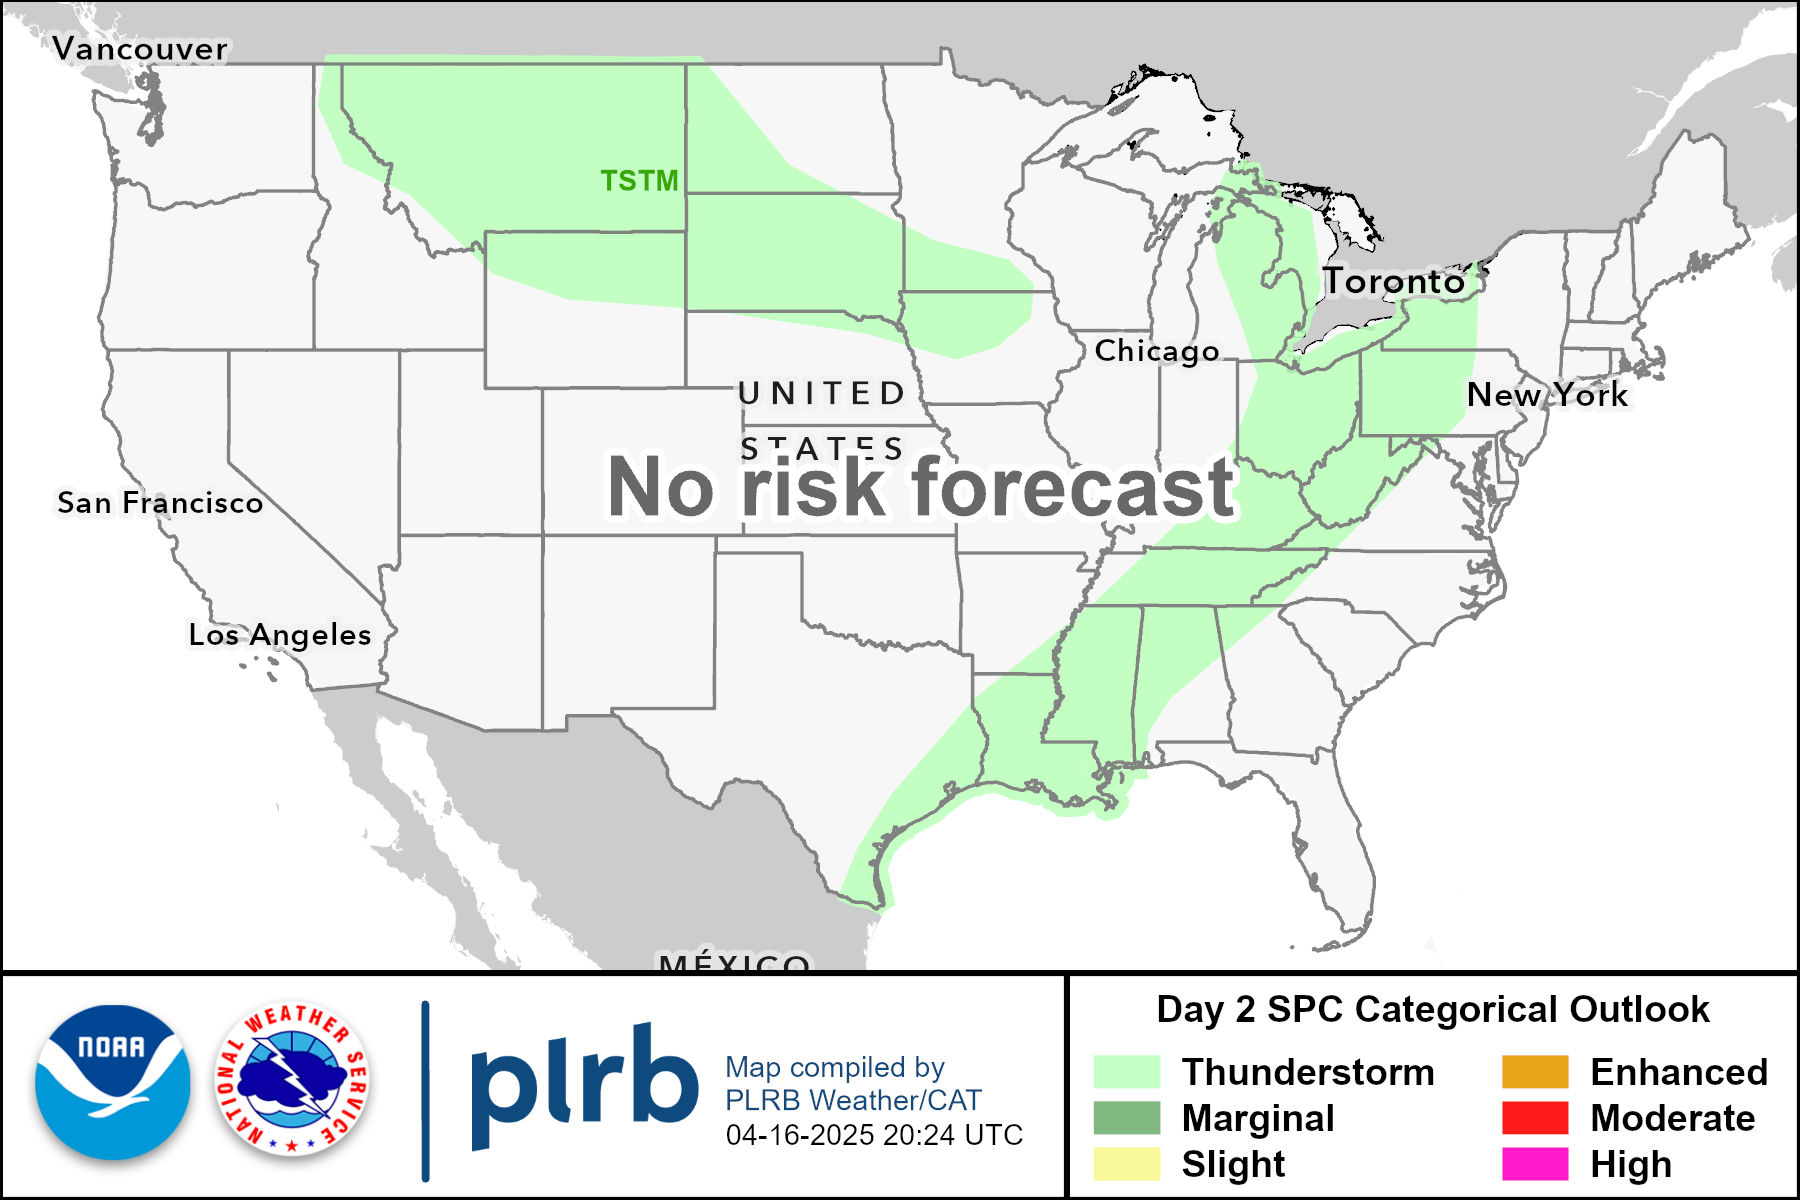 Vancouver
TSTM
Toronto
Chicago
UNITED
New York
STATES
No risk forecast
San Francisco
Los Angeles
MÉXICO
NOAA
NATIONAL WEATHER SERVICE
plrb
Map compiled by
PLRB Weather/CAT
04-16-2025 20:24 UTC
Day 2 SPC Categorical Outlook
Thunderstorm
Enhanced
Marginal
Moderate
Slight
High